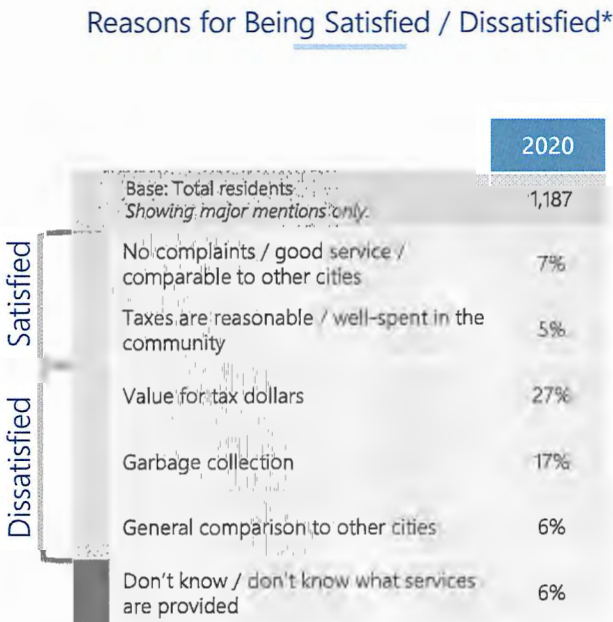 Reasons for Being Satisfied / Dissatisfied*
2020
Base: Total residents
Showing major mentions only.
1,187
Satisfied
No complaints / good service /
comparable to other cities
7%
Taxes are reasonable / well-spent in the
community
5%
Dissatisfied
Value for tax dollars
27%
Garbage collection
17%
General comparison to other cities
6%
Don't know / don't know what services
are provided
6%